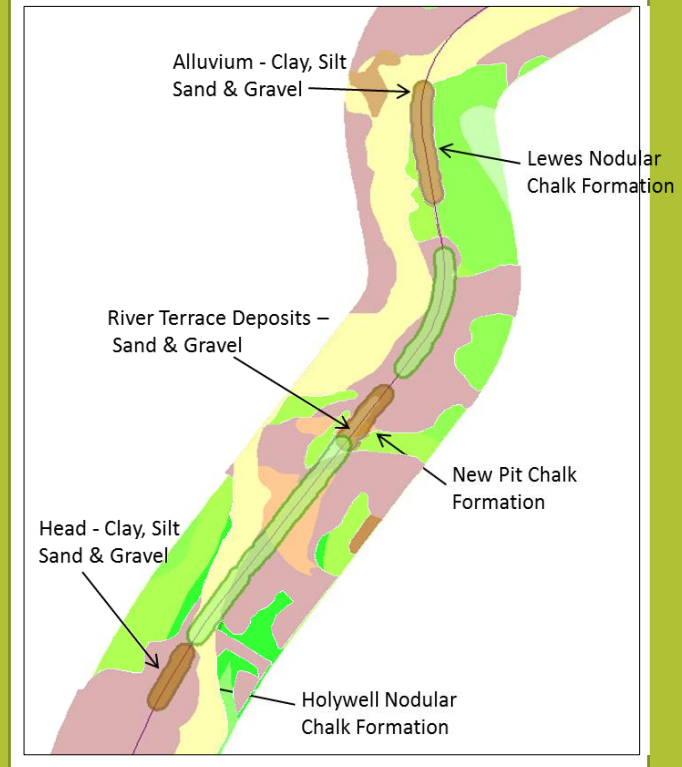 Alluvium - Clay, Silt
Sand & Gravel
Lewes Nodular
Chalk Formation
River Terrace Deposits –
Sand & Gravel
New Pit Chalk
Formation
Head - Clay, Silt
Sand & Gravel
Holywell Nodular
Chalk Formation